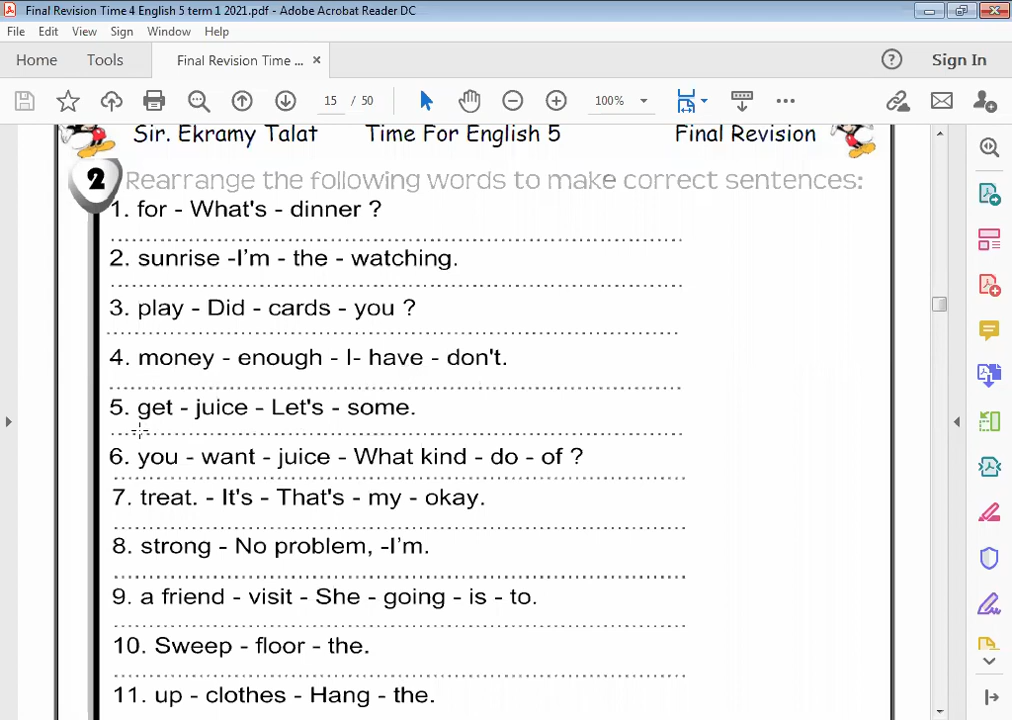 Final Revision Time 4 English 5 term 1 2021.pdf - Adobe Acrobat Reader DC
File Edit View Sign Window Help
Home Tools Final Revision Time ... × ? Sign In
15 / 50 100%
Sir. Ekramy Talat Time For English 5 Final Revision
2 Rearrange the following words to make correct sentences:
1. for - What's - dinner ?
2. sunrise -I'm - the - watching.
3. play - Did - cards - you ?
4. money - enough - I- have - don't.
5. get - juice - Let's - some.
6. you - want - juice - What kind - do - of ?
7. treat. - It's - That's - my - okay.
8. strong - No problem, -I'm.
9. a friend - visit - She - going - is - to.
10. Sweep - floor - the.
11. up - clothes - Hang - the.